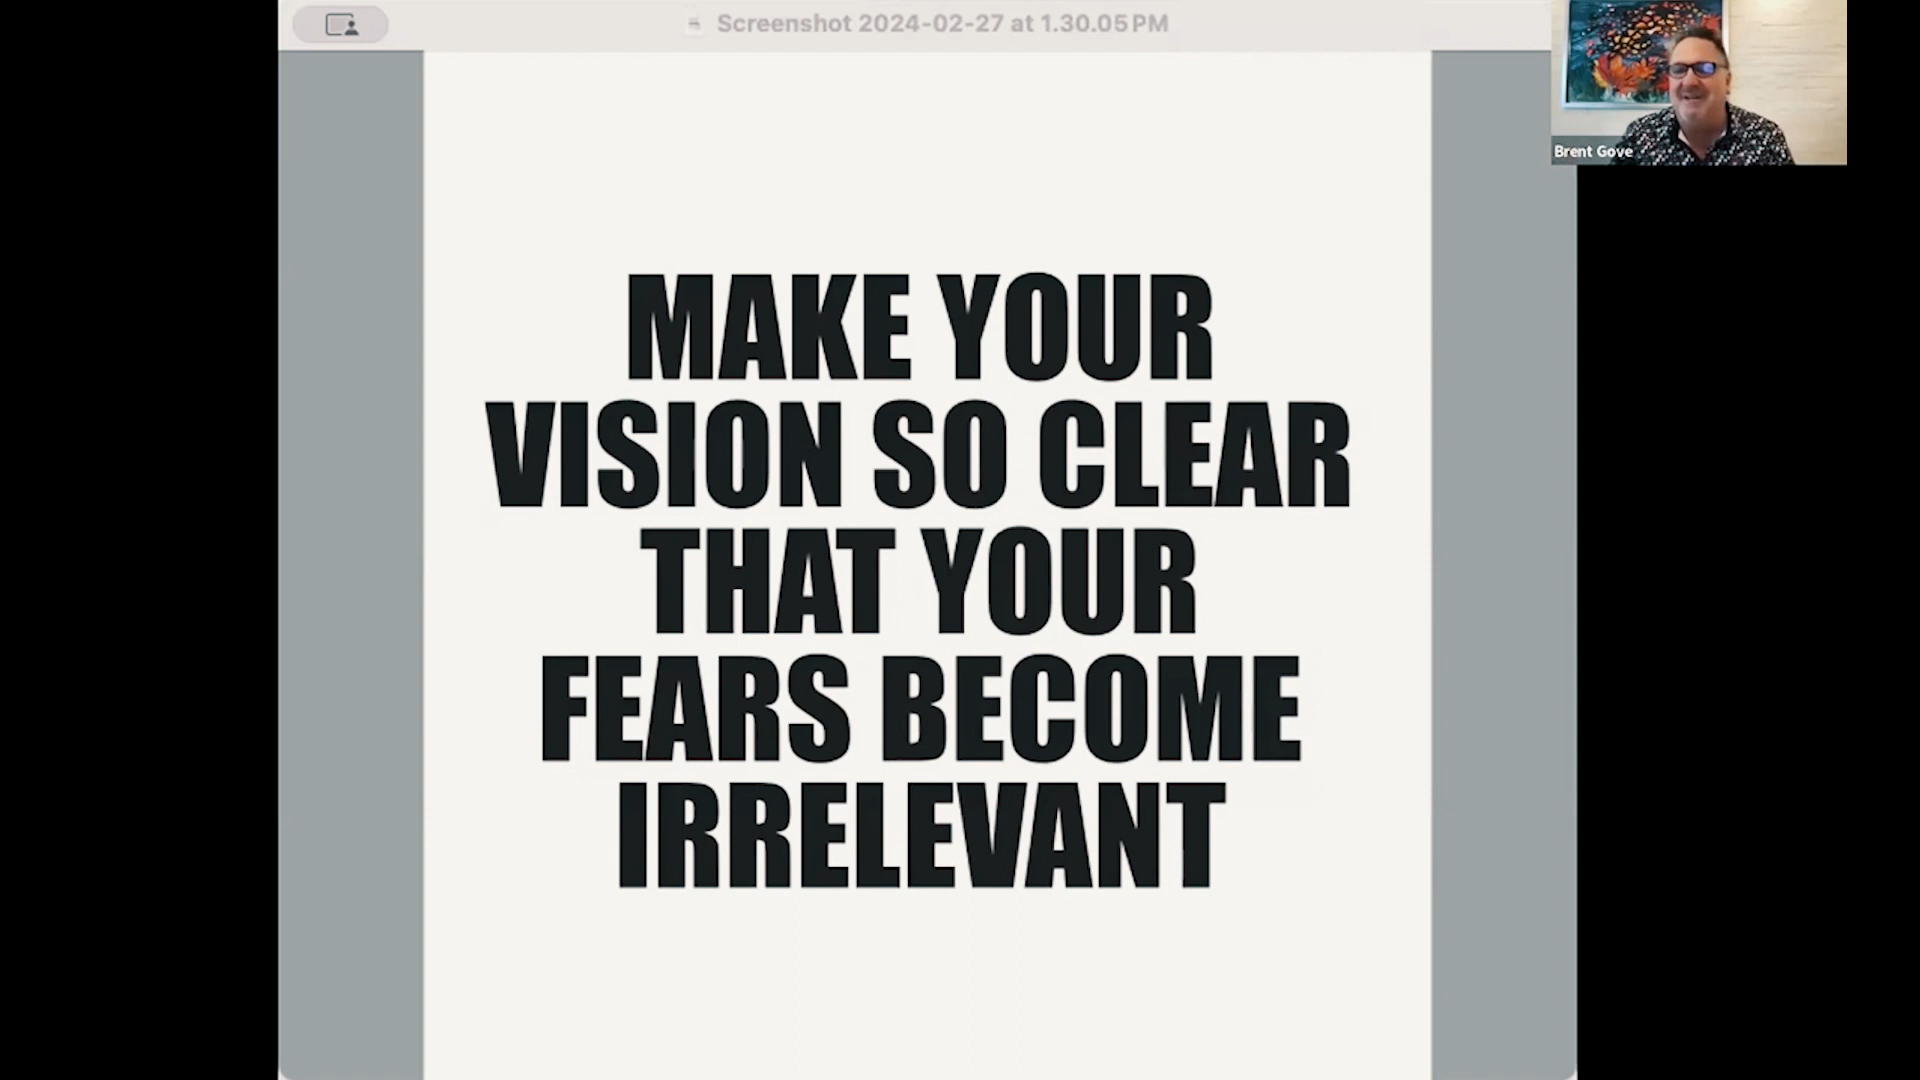 Screenshot 2024-02-27 at 1.30.05 PM
Brent Gove
MAKE YOUR
VISION SO CLEAR
THAT YOUR
FEARS BECOME
IRRELEVANT